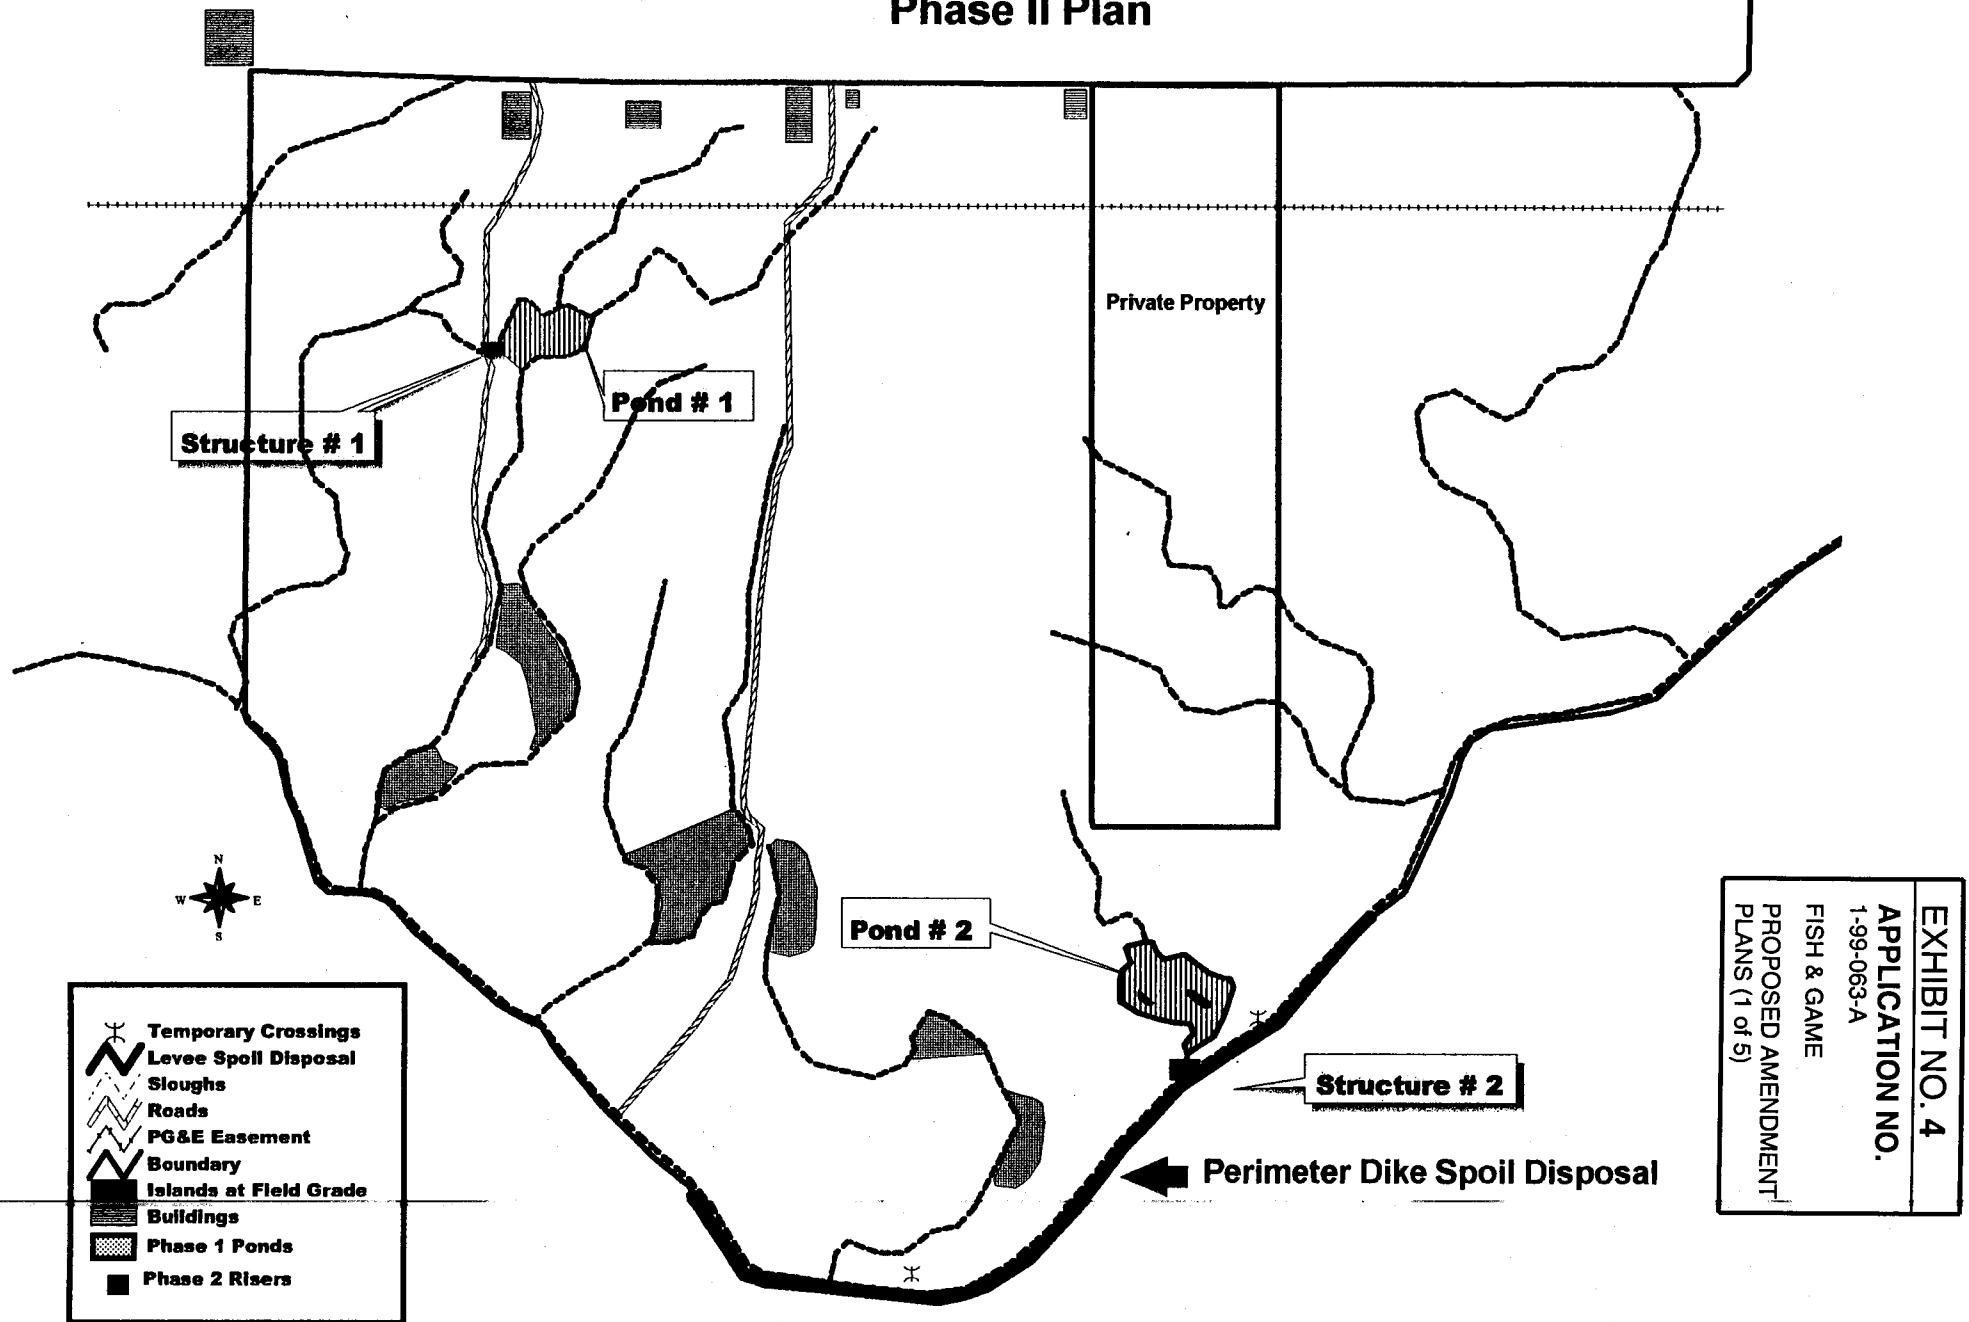 Phase II Plan
Private Property
Pond # 1
Structure # 1
Pond # 2
Structure # 2
Perimeter Dike Spoil Disposal
N
W E
S
Temporary Crossings
Levee Spoil Disposal
Sloughs
Roads
PG&E Easement
Boundary
Islands at Field Grade
Buildings
Phase 1 Ponds
Phase 2 Risers
EXHIBIT NO. 4
APPLICATION NO.
1-99-063-A
FISH & GAME
PROPOSED AMENDMENT
PLANS (1 of 5)